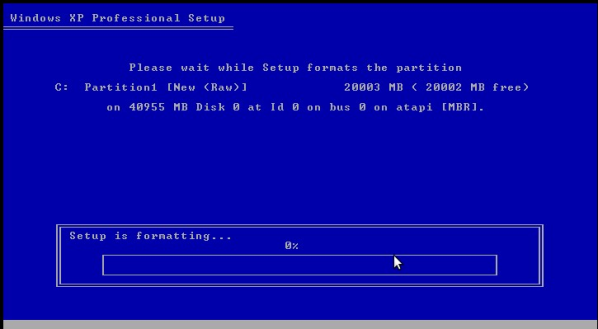 Windows XP Professional Setup
Please wait while Setup formats the partition
C: Partition1 [New (Raw)] 20003 MB ( 20002 MB free)
on 40955 MB Disk 0 at Id 0 on bus 0 on atapi [MBR].
Setup is formatting...
0%